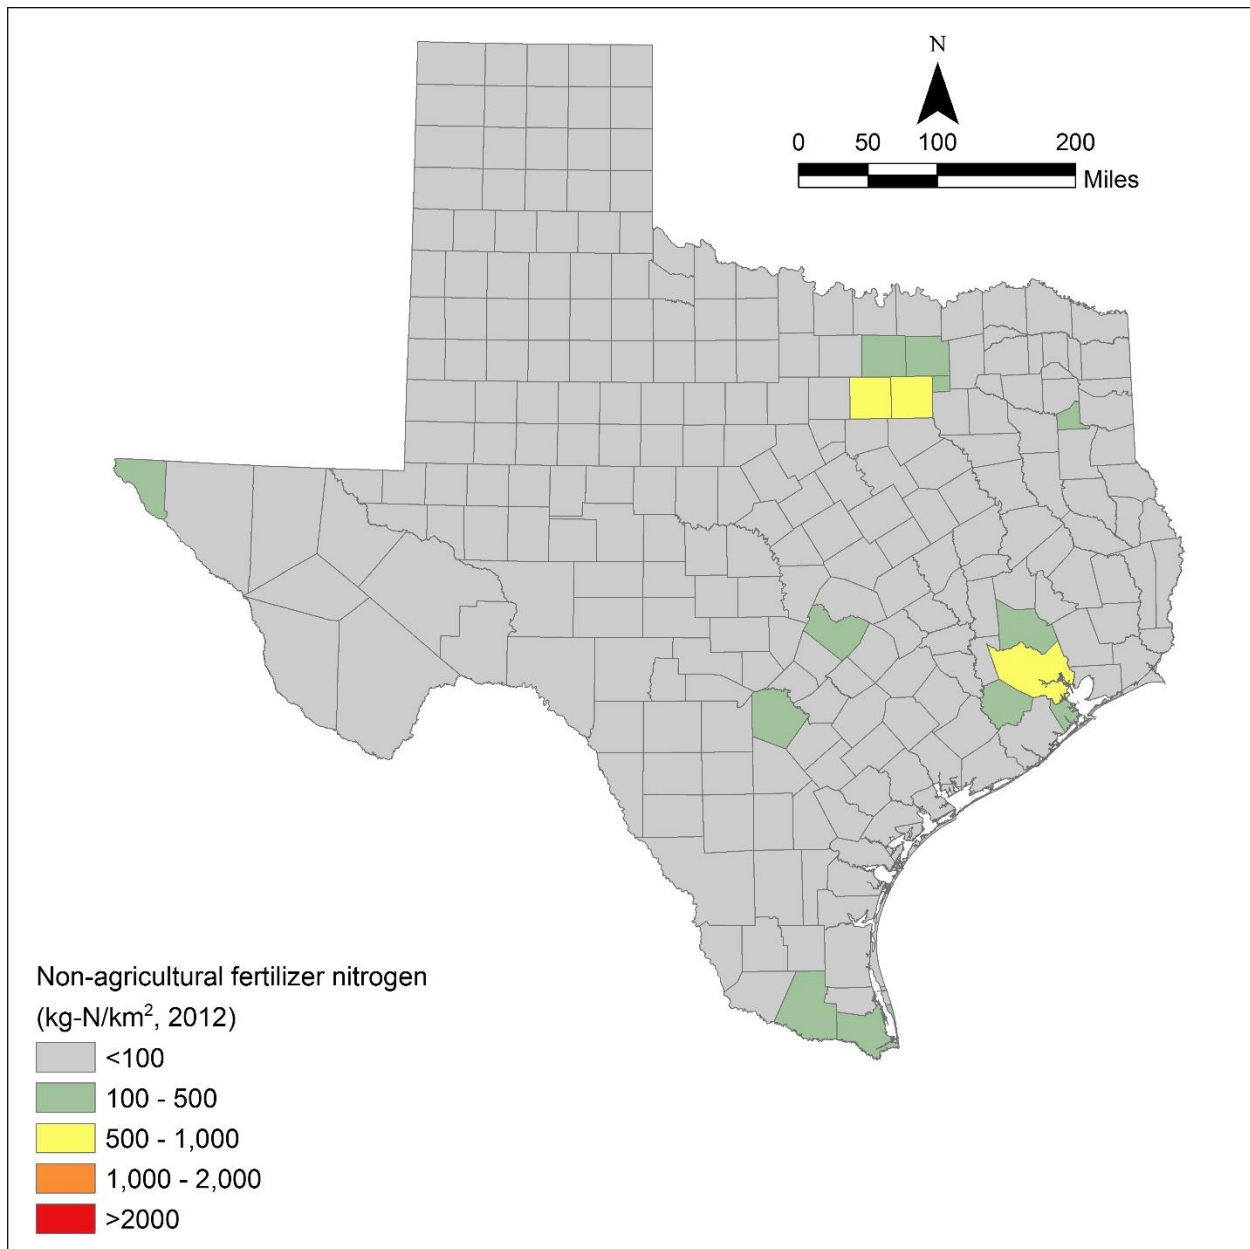 N
0 50 100 200
Miles
Non-agricultural fertilizer nitrogen
(kg-N/km², 2012)
<100
100 - 500
500 - 1,000
1,000 - 2,000
>2000